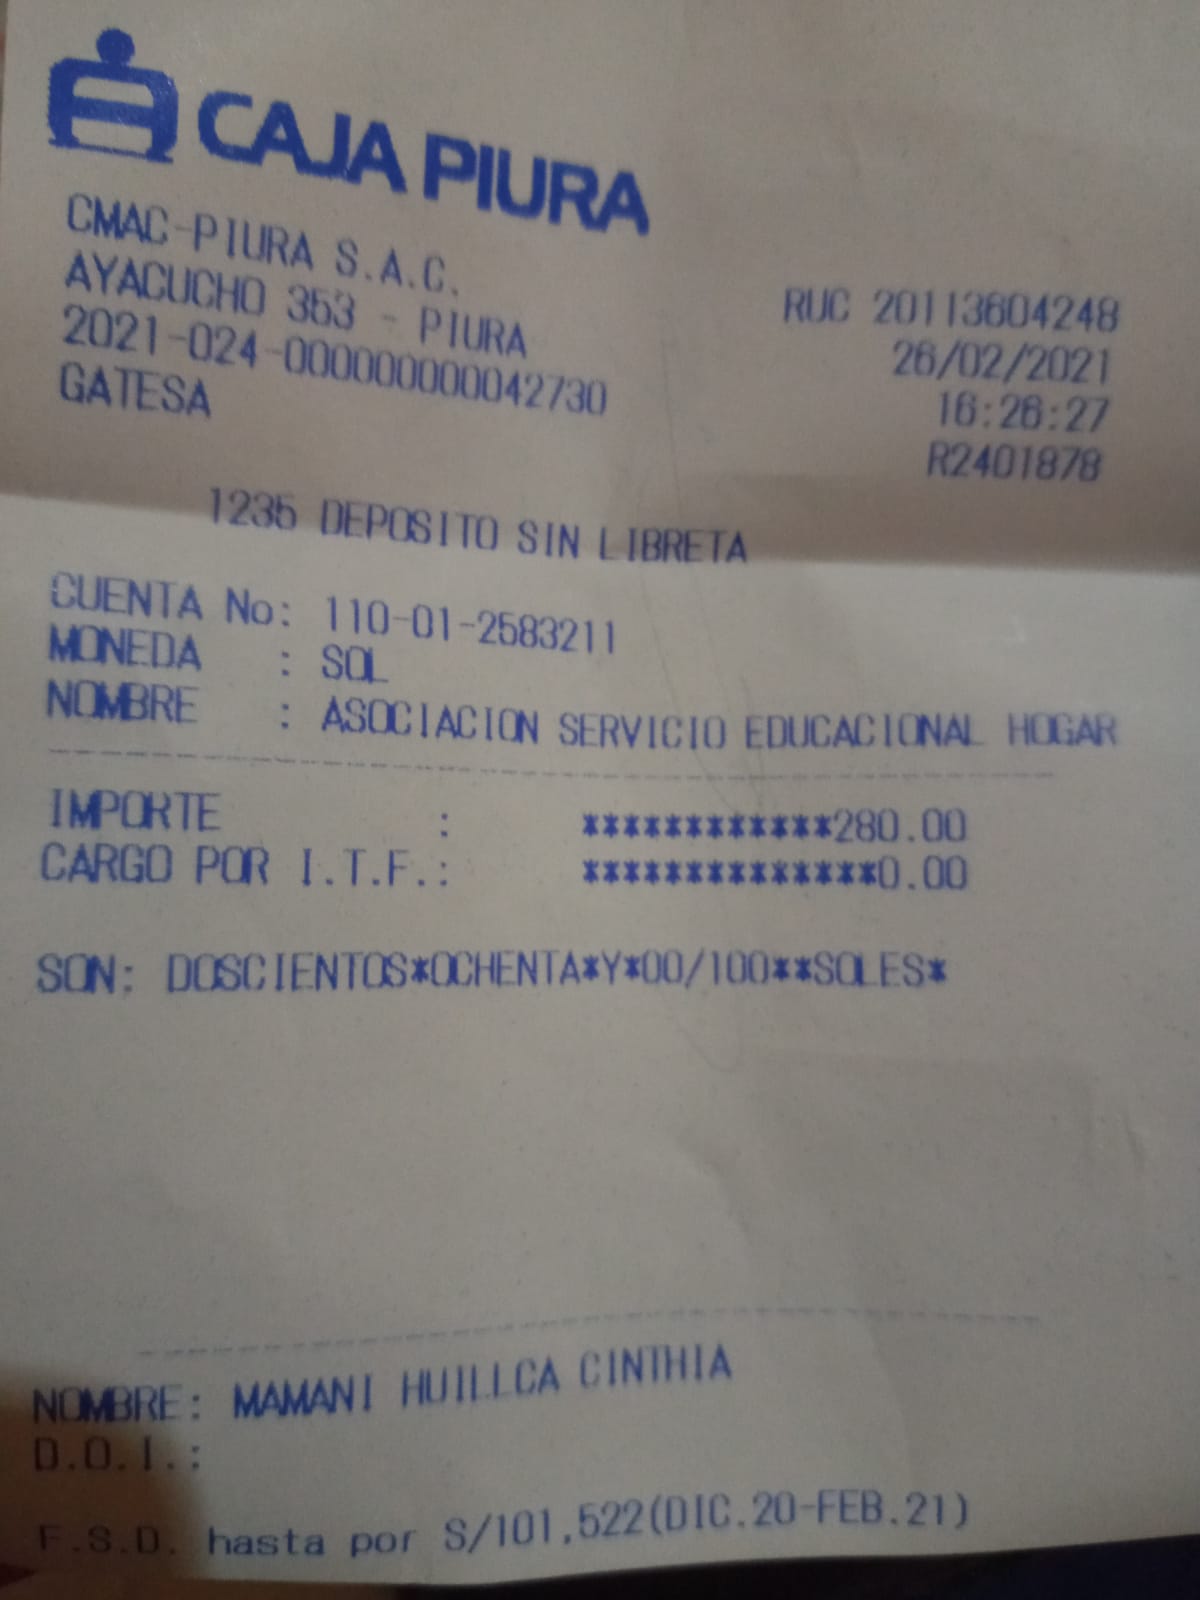 CAJA PIURA
CMAC-PIURA S.A.C.
AYACUCHO 353 - PIURA RUC 20113604248
2021-024-000000000042730 26/02/2021
GATESA 16:26:27
R2401878
1235 DEPOSITO SIN LIBRETA
CUENTA No: 110-01-2583211
MONEDA : SOL
NOMBRE : ASOCIACION SERVICIO EDUCACIONAL HOGAR
IMPORTE : ************280.00
CARGO POR I.T.F.: **************0.00
SON: DOSCIENTOS*OCHENTA*Y*00/100**SOLES*
NOMBRE: MAMANI HUILLCA CINTHIA
D.O.I.:
F.S.D. hasta por S/101,522(DIC.20-FEB.21)